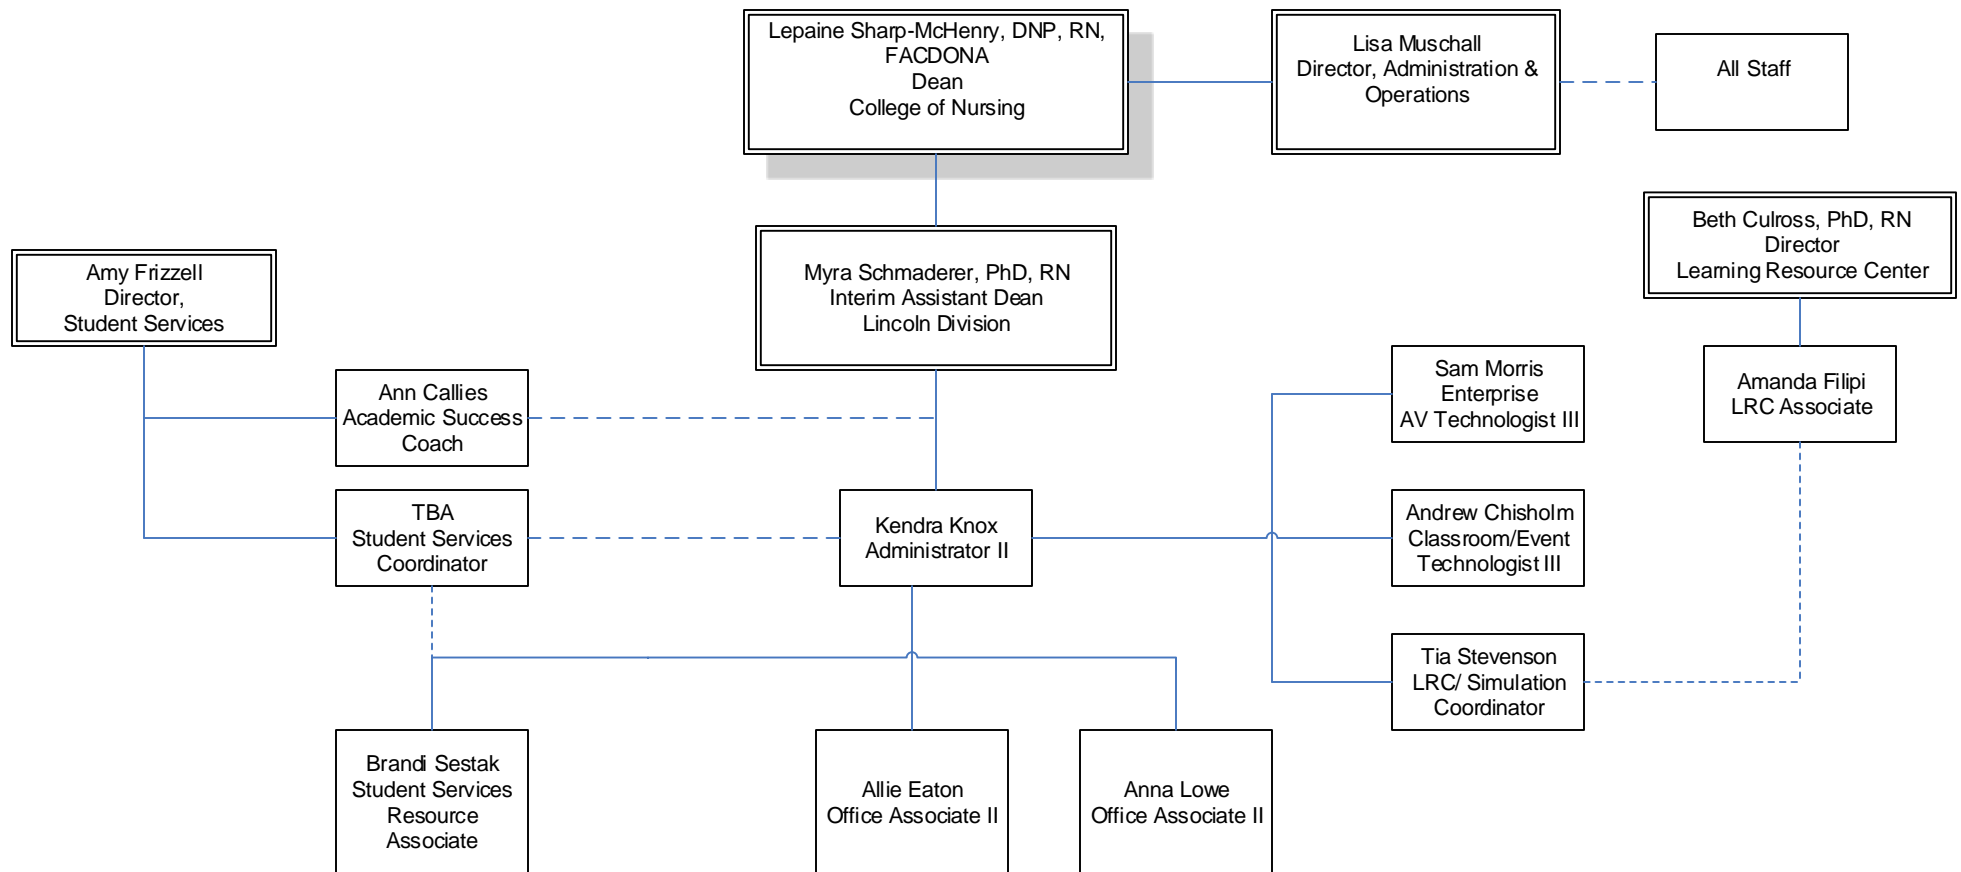 Lepaine Sharp-McHenry, DNP, RN,
FACDONA
Dean
College of Nursing
Lisa Muschall
Director, Administration &
Operations
All Staff
Beth Culross, PhD, RN
Director
Learning Resource Center
Amy Frizzell
Director,
Student Services
Myra Schmaderer, PhD, RN
Interim Assistant Dean
Lincoln Division
Ann Callies
Academic Success
Coach
Sam Morris
Enterprise
AV Technologist III
Amanda Filipi
LRC Associate
TBA
Student Services
Coordinator
Kendra Knox
Administrator II
Andrew Chisholm
Classroom/Event
Technologist III
Tia Stevenson
LRC/ Simulation
Coordinator
Brandi Sestak
Student Services
Resource
Associate
Allie Eaton
Office Associate II
Anna Lowe
Office Associate II